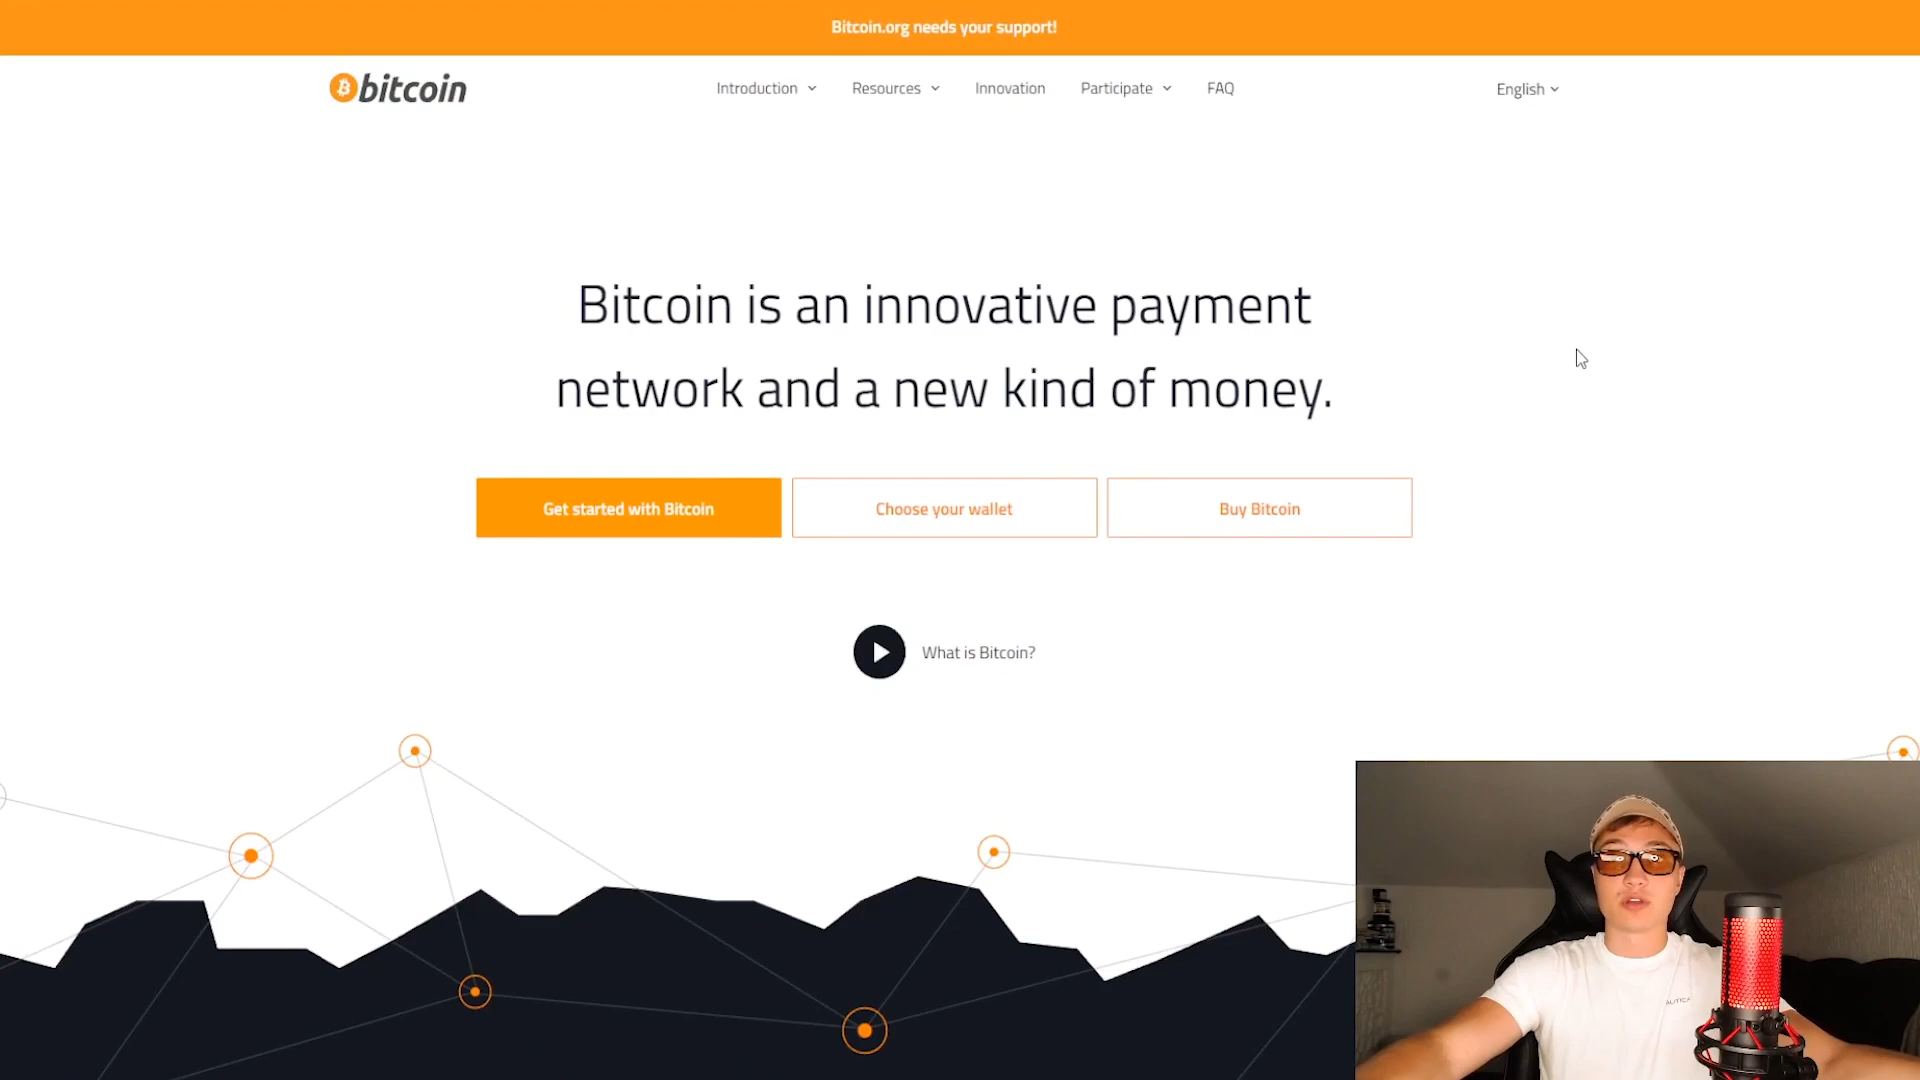 Bitcoin.org needs your support!
bitcoin
Introduction
Resources
Innovation
Participate
FAQ
English
Bitcoin is an innovative payment
network and a new kind of money.
Get started with Bitcoin
Choose your wallet
Buy Bitcoin
What is Bitcoin?